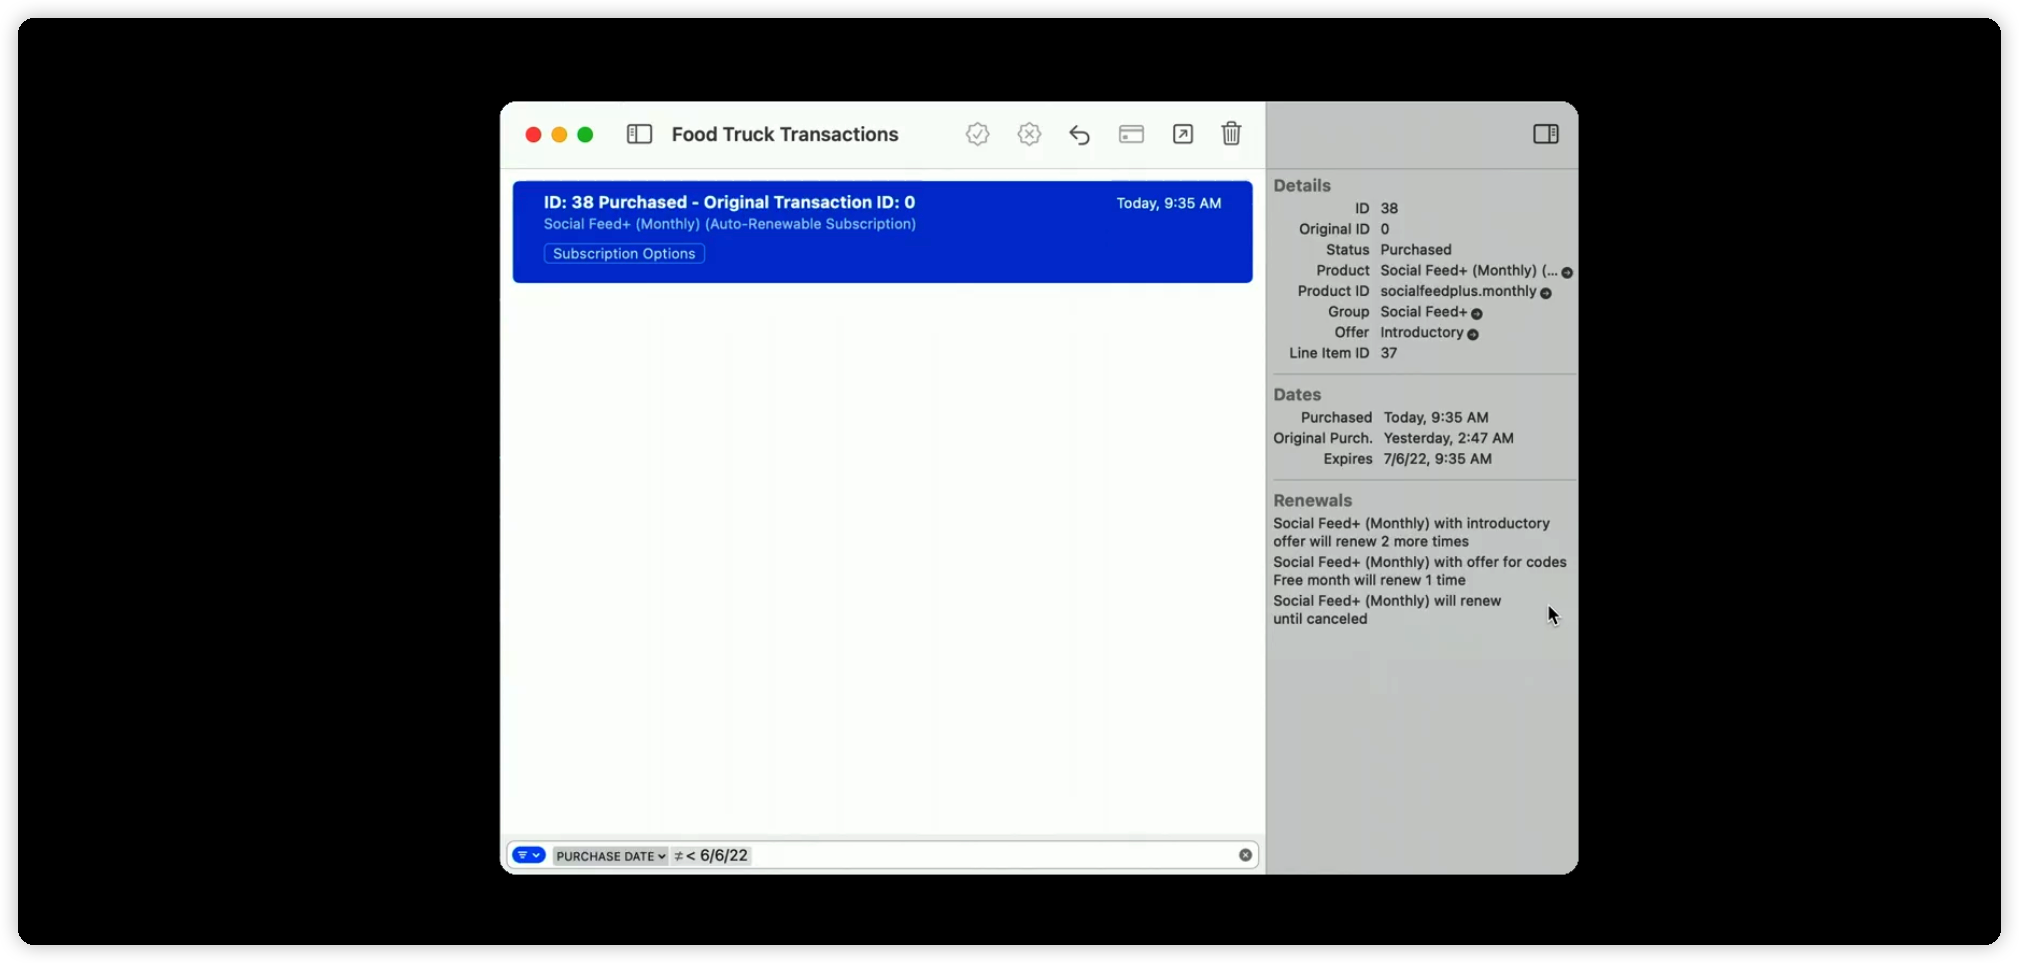 Food Truck Transactions
ID: 38 Purchased - Original Transaction ID: 0
Today, 9:35 AM
Social Feed+ (Monthly) (Auto-Renewable Subscription)
Subscription Options
PURCHASE DATE ≠ < 6/6/22
Details
ID 38
Original ID 0
Status Purchased
Product Social Feed+ (Monthly) (...
Product ID socialfeedplus.monthly
Group Social Feed+
Offer Introductory
Line Item ID 37
Dates
Purchased Today, 9:35 AM
Original Purch. Yesterday, 2:47 AM
Expires 7/6/22, 9:35 AM
Renewals
Social Feed+ (Monthly) with introductory
offer will renew 2 more times
Social Feed+ (Monthly) with offer for codes
Free month will renew 1 time
Social Feed+ (Monthly) will renew
until canceled